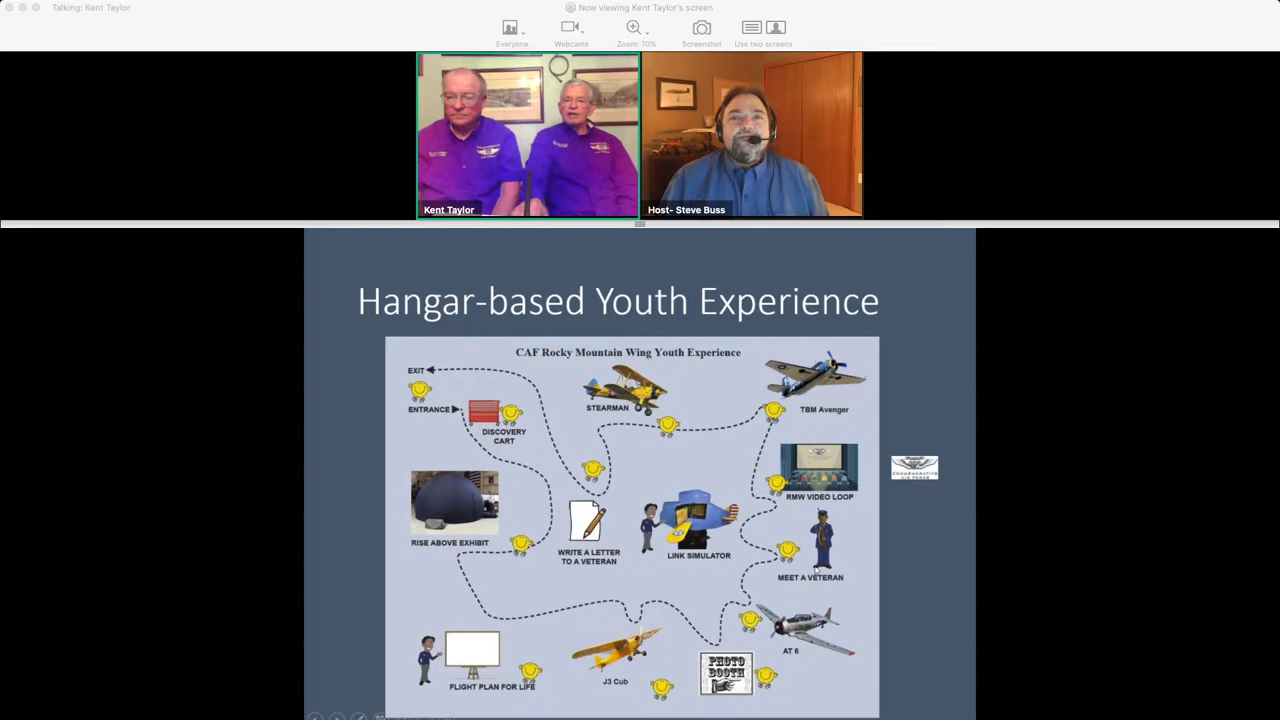 Talking: Kent Taylor
Now viewing Kent Taylor's screen
Everyone
Webcams
Zoom: 70%
Screenshot
Use two screens
Kent Taylor
Host- Steve Buss
Hangar-based Youth Experience
CAF Rocky Mountain Wing Youth Experience
EXIT
ENTRANCE
DISCOVERY
CART
STEARMAN
TBM Avenger
RMW VIDEO LOOP
COMMEMORATIVE
AIR FORCE
RISE ABOVE EXHIBIT
WRITE A LETTER
TO A VETERAN
LINK SIMULATOR
MEET A VETERAN
AT 6
FLIGHT PLAN FOR LIFE
J3 Cub
PHOTO
BOOTH